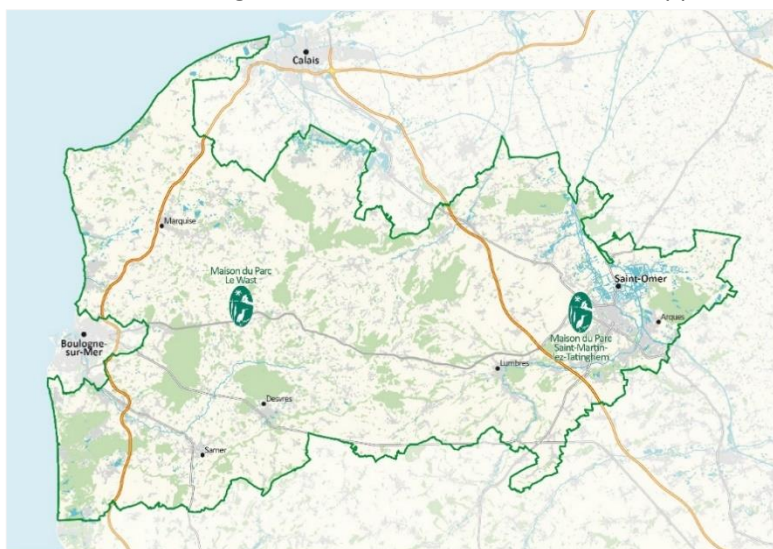 Calais
Marquise
Maison du Parc
Le Wast
Saint-Omer
Arques
Boulogne-
sur-Mer
Maison du Parc
Saint-Martin-
ez-Tatinghem
Lumbres
Desvres
Samer